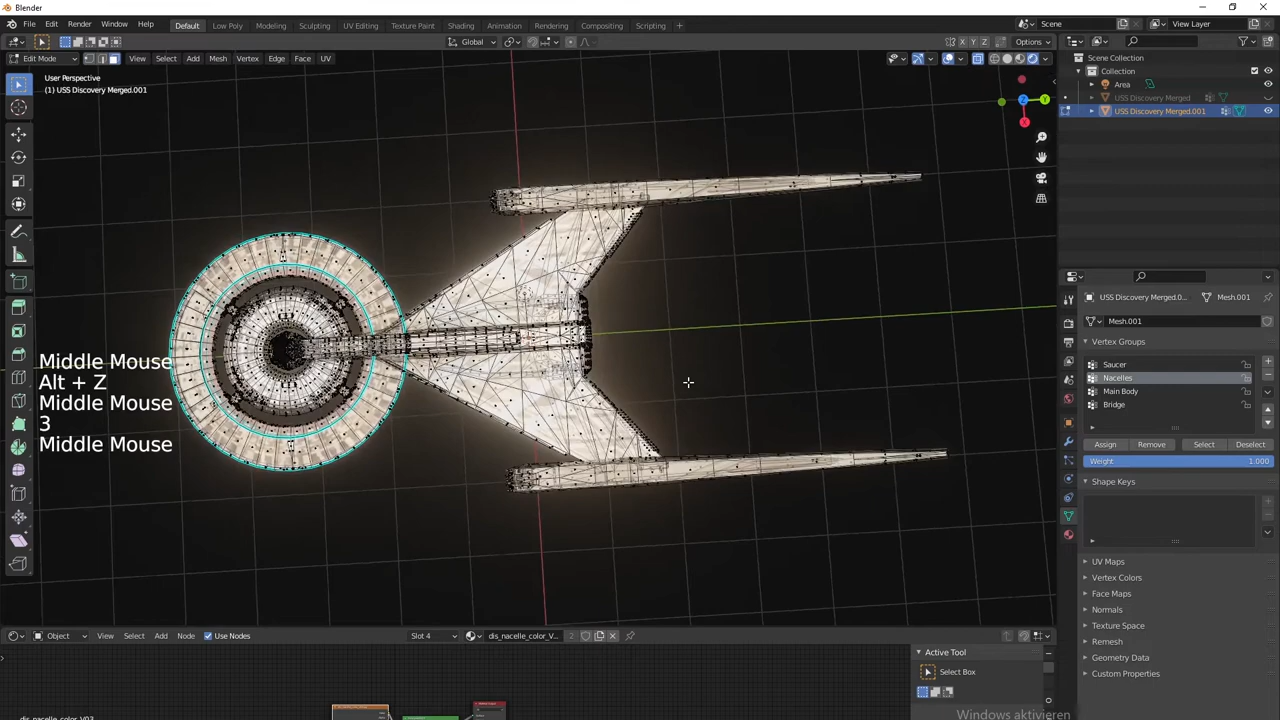 Blender
File Edit Render Window Help
Default Low Poly Modeling Sculpting UV Editing Texture Paint Shading Animation Rendering Compositing Scripting +
Scene
View Layer
Global
X Y Z Options
Edit Mode View Select Add Mesh Vertex Edge Face UV
User Perspective
(1) USS Discovery Merged.001
Z
Y
X
Scene Collection
Collection
Area
USS Discovery Merged
USS Discovery Merged.001
USS Discovery Merged.0... Mesh.001
Mesh.001
Vertex Groups
Saucer
Nacelles
Main Body
Bridge
Assign Remove Select Deselect
Weight 1.000
Shape Keys
UV Maps
Vertex Colors
Face Maps
Normals
Texture Space
Remesh
Geometry Data
Custom Properties
Middle Mouse
Alt + Z
Middle Mouse
3
Middle Mouse
Object View Select Add Node Use Nodes Slot 4 dis_nacelle_color_V... 2
Active Tool
Select Box
dis_nacelle_color_V03
Windows aktivieren